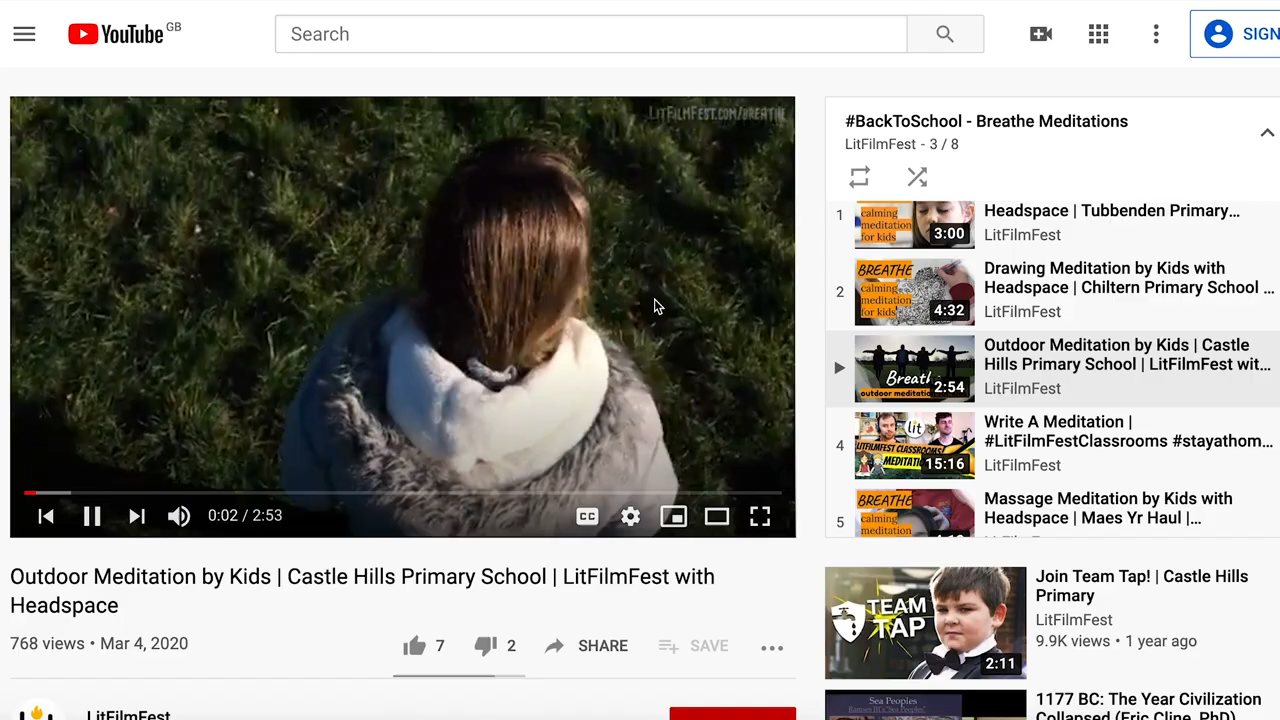 YouTube GB
Search
SIGN
LITFILMFEST.COM/BREATHE
0:02 / 2:53
CC
Outdoor Meditation by Kids | Castle Hills Primary School | LitFilmFest with
Headspace
768 views • Mar 4, 2020
7
2
SHARE
SAVE
LitFilmFest
#BackToSchool - Breathe Meditations
LitFilmFest - 3 / 8
1
calming
meditation
for kids
3:00
Headspace | Tubbenden Primary...
LitFilmFest
2
BREATHE
calming
meditation
for kids
4:32
Drawing Meditation by Kids with
Headspace | Chiltern Primary School ...
LitFilmFest
Breath
outdoor meditatio
2:54
Outdoor Meditation by Kids | Castle
Hills Primary School | LitFilmFest wit...
LitFilmFest
4
lit
LITFILMFEST CLASSROOMS
MEDITATI
15:16
Write A Meditation |
#LitFilmFestClassrooms #stayathom...
LitFilmFest
5
BREATHE
calming
meditation
Massage Meditation by Kids with
Headspace | Maes Yr Haul |...
TEAM
TAP
2:11
Join Team Tap! | Castle Hills
Primary
LitFilmFest
9.9K views • 1 year ago
Sea Peoples
1177 BC: The Year Civilization
Collapsed (Eric Cline, PhD)